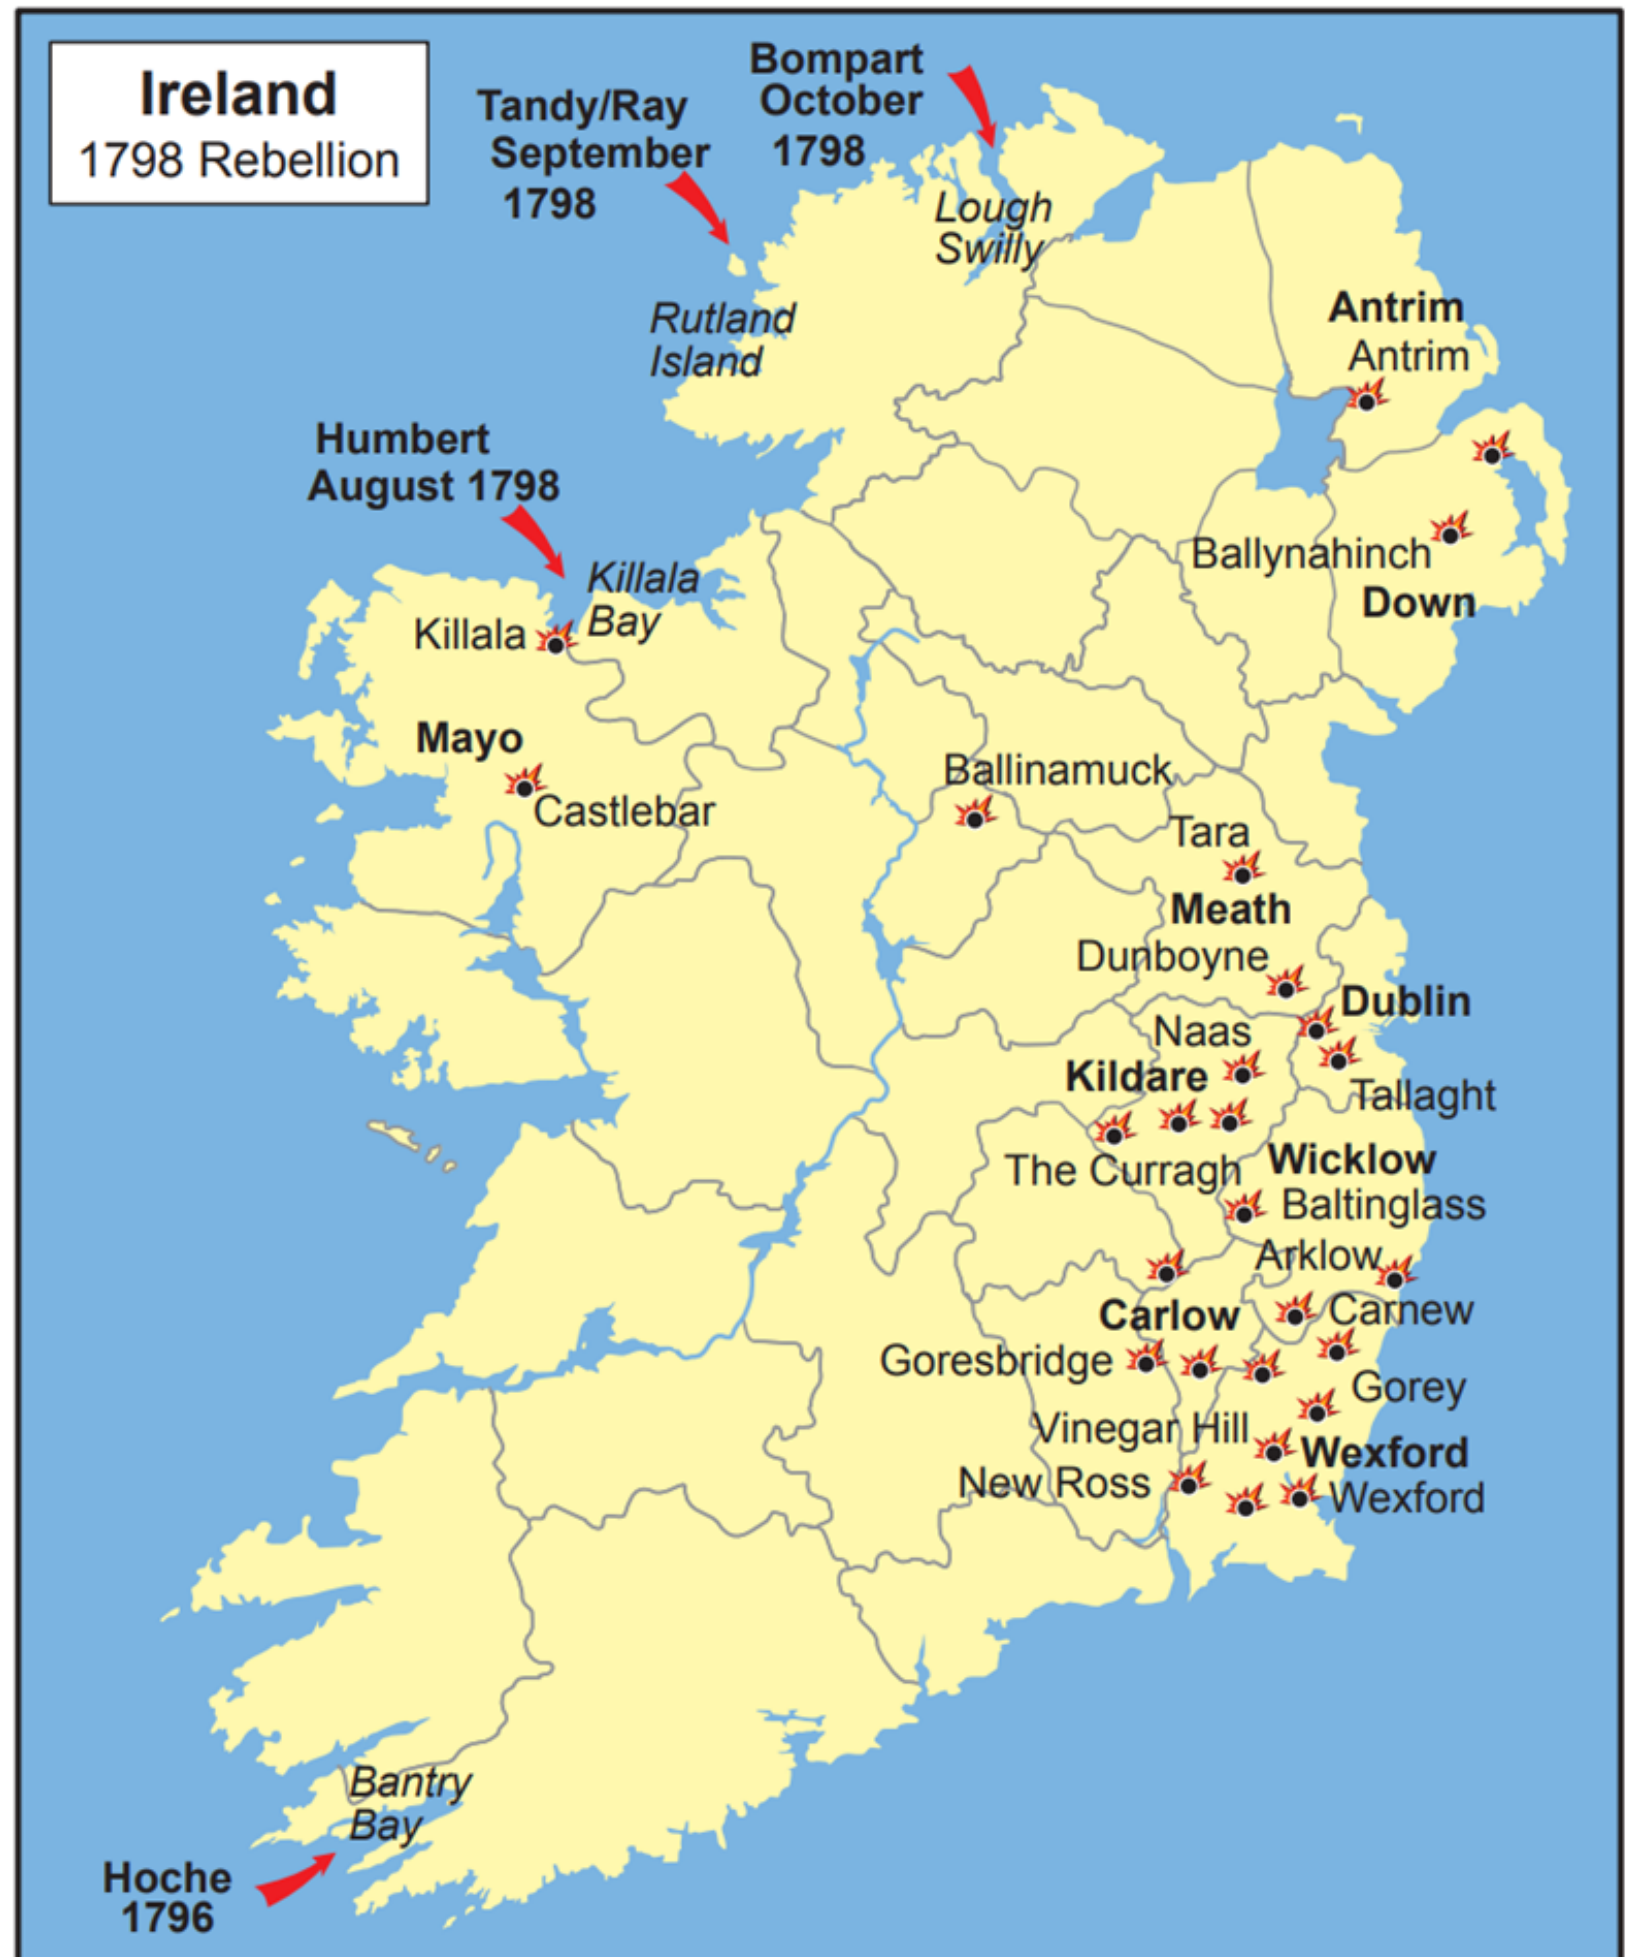 Ireland
1798 Rebellion
Bompart
October
1798
Tandy/Ray
September
1798
Lough
Swilly
Rutland
Island
Antrim
Antrim
Humbert
August 1798
Killala
Bay
Killala
Ballynahinch
Down
Mayo
Castlebar
Ballinamuck
Tara
Meath
Dunboyne
Dublin
Naas
Kildare
Tallaght
The Curragh
Wicklow
Baltinglass
Arklow
Carlow
Carnew
Goresbridge
Gorey
Vinegar Hill
Wexford
New Ross
Wexford
Bantry
Bay
Hoche
1796